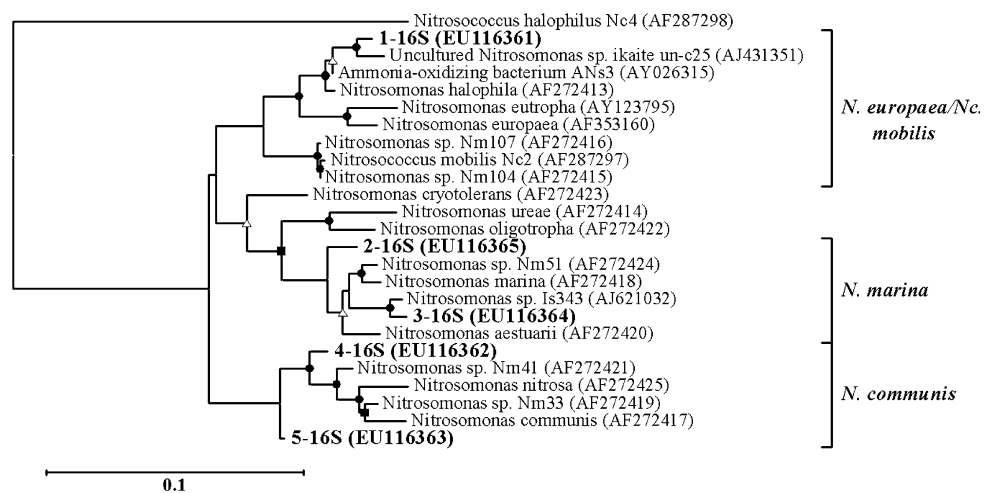 Nitrosococcus halophilus Nc4 (AF287298)
1-16S (EU116361)
Uncultured Nitrosomonas sp. ikaite un-c25 (AJ431351)
Ammonia-oxidizing bacterium ANs3 (AY026315)
Nitrosomonas halophila (AF272413)
Nitrosomonas eutropha (AY123795)
Nitrosomonas europaea (AF353160)
Nitrosomonas sp. Nm107 (AF272416)
Nitrosococcus mobilis Nc2 (AF287297)
Nitrosomonas sp. Nm104 (AF272415)
N. europaea/Nc.
mobilis
Nitrosomonas cryotolerans (AF272423)
Nitrosomonas ureae (AF272414)
Nitrosomonas oligotropha (AF272422)
2-16S (EU116365)
Nitrosomonas sp. Nm51 (AF272424)
Nitrosomonas marina (AF272418)
Nitrosomonas sp. Is343 (AJ621032)
3-16S (EU116364)
Nitrosomonas aestuarii (AF272420)
N. marina
4-16S (EU116362)
Nitrosomonas sp. Nm41 (AF272421)
Nitrosomonas nitrosa (AF272425)
Nitrosomonas sp. Nm33 (AF272419)
Nitrosomonas communis (AF272417)
5-16S (EU116363)
N. communis
0.1